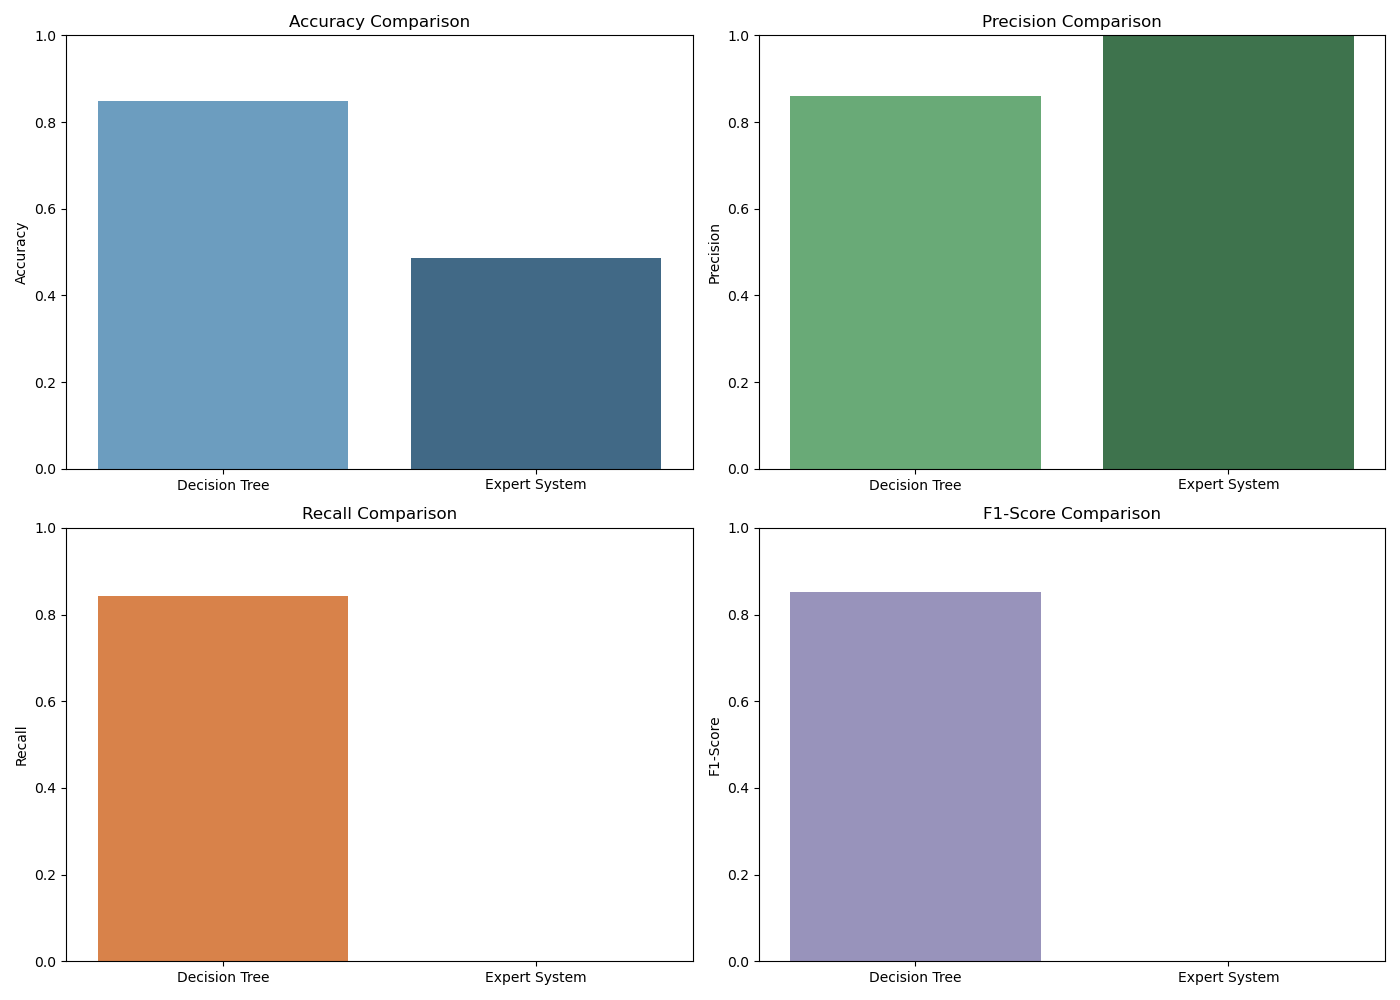 Accuracy Comparison
1.0
0.8
0.6
0.4
0.2
0.0
Accuracy
Decision Tree
Expert System
Precision Comparison
1.0
0.8
0.6
0.4
0.2
0.0
Precision
Decision Tree
Expert System
Recall Comparison
1.0
0.8
0.6
0.4
0.2
0.0
Recall
Decision Tree
Expert System
F1-Score Comparison
1.0
0.8
0.6
0.4
0.2
0.0
F1-Score
Decision Tree
Expert System